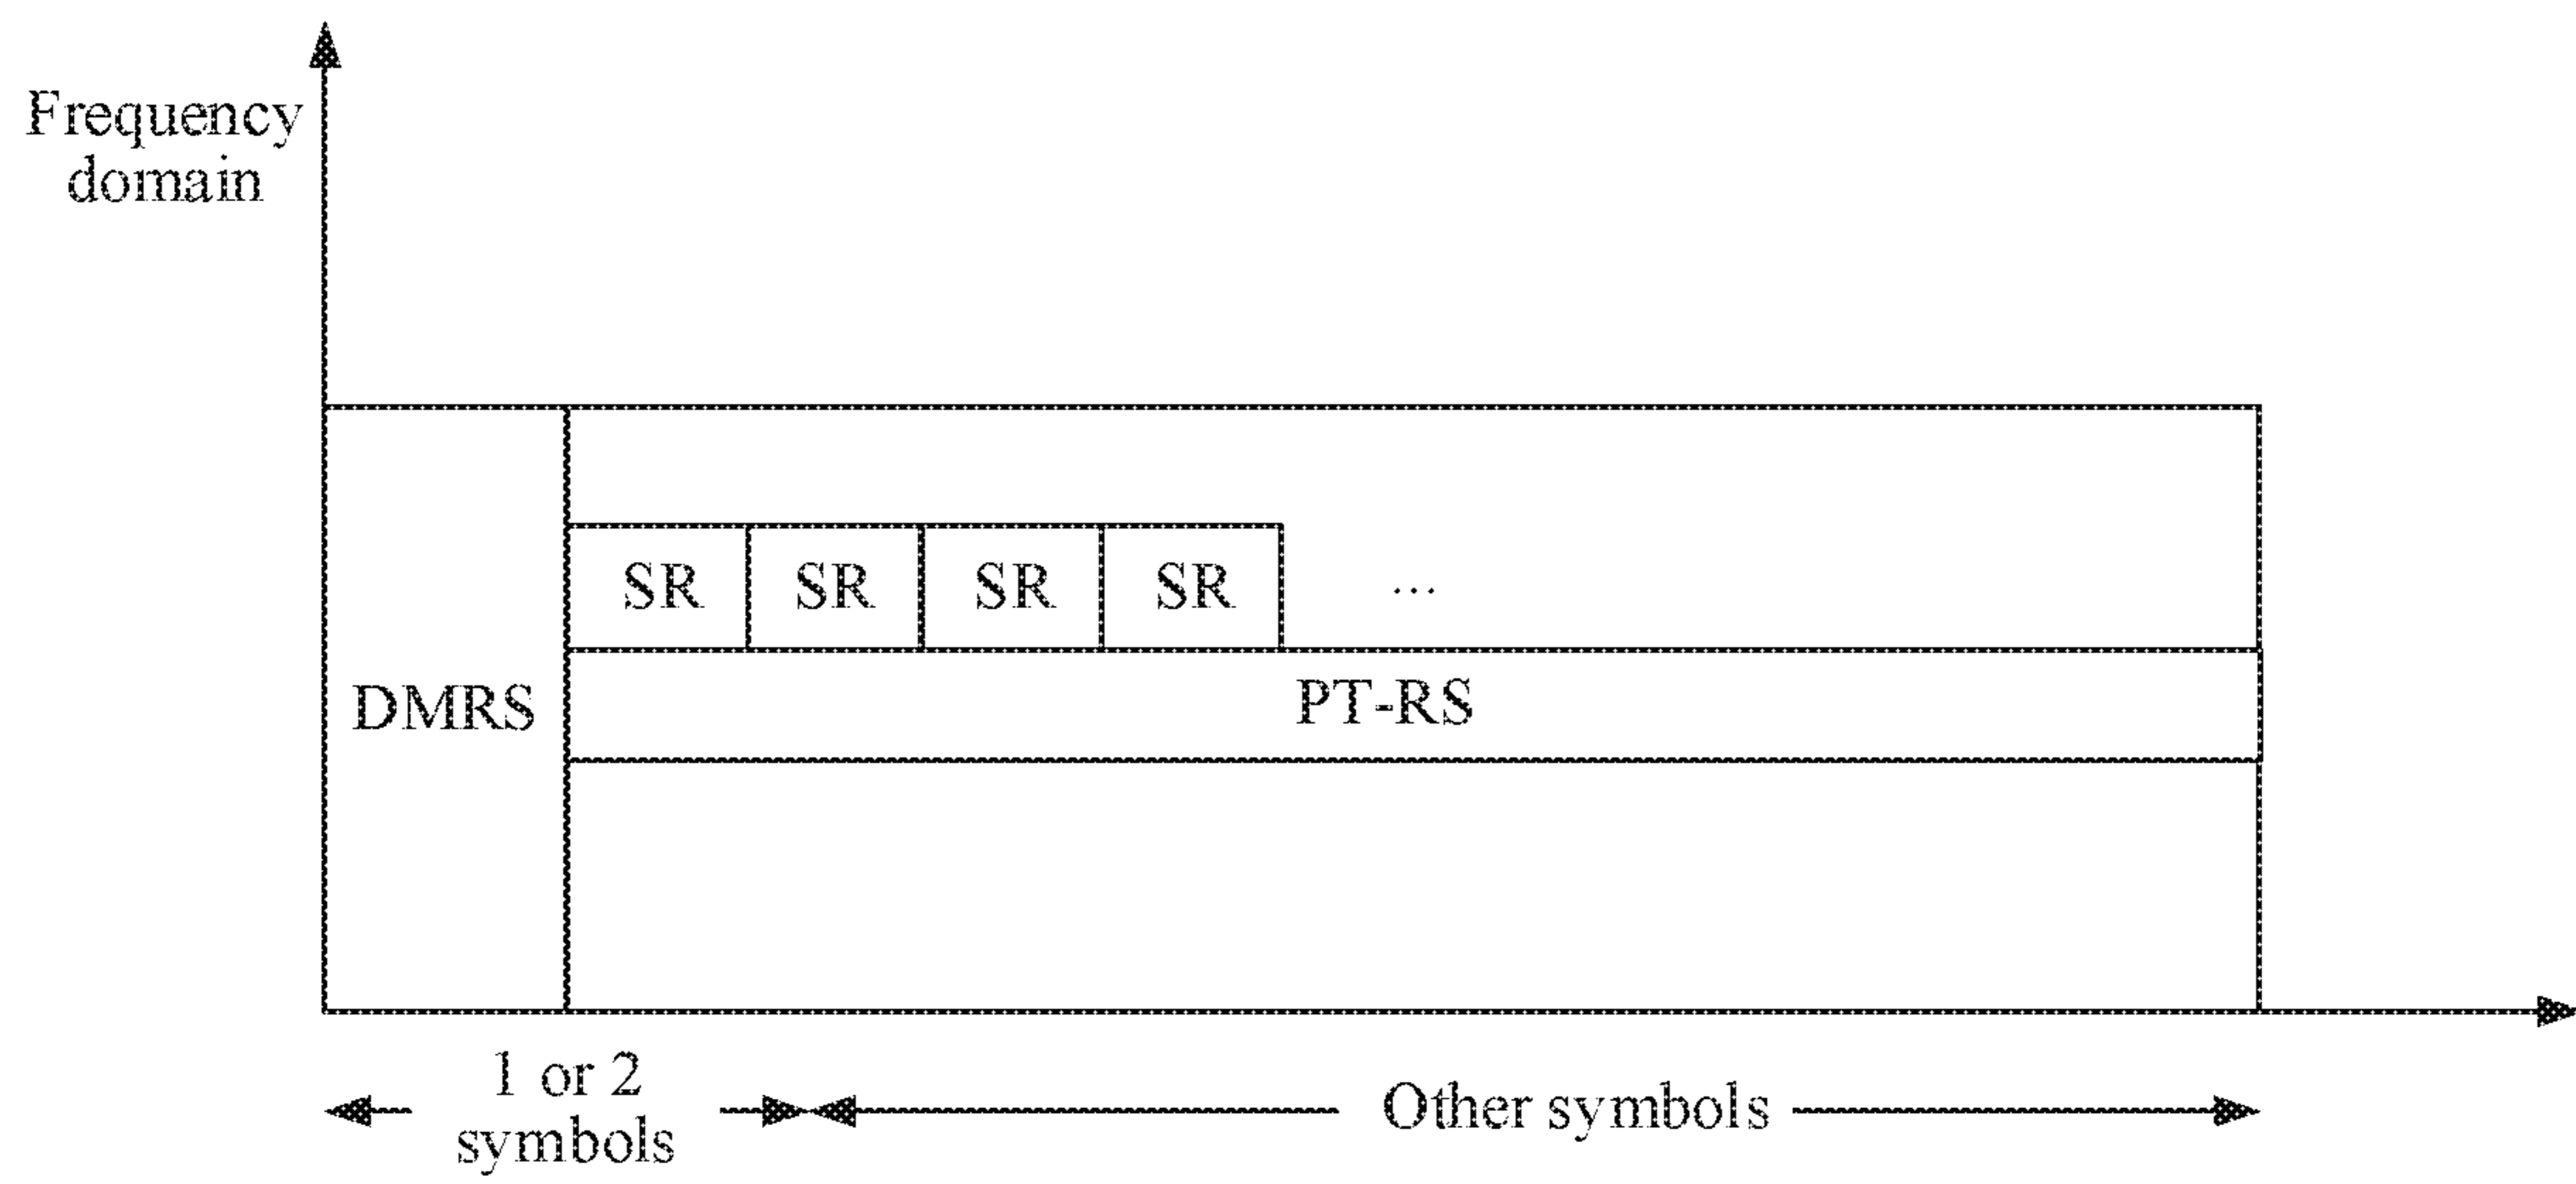 Frequency
domain
SR SR SR SR ...
DMRS
PT-RS
1 or 2
symbols
Other symbols